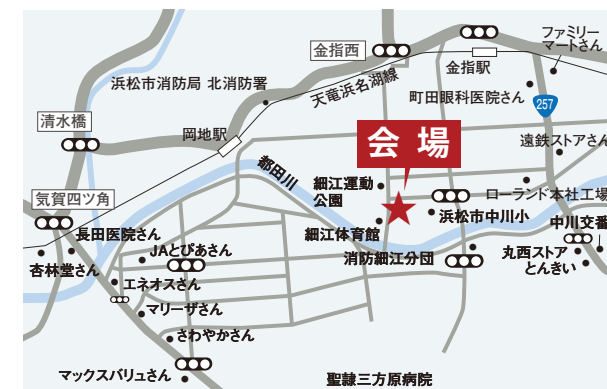 ファミリー
マートさん
金指西
金指駅
浜松市消防局 北消防署
天竜浜名湖線
町田眼科医院さん
257
清水橋
岡地駅
会場
遠鉄ストアさん
都田川
細江運動
公園
ローランド本社工場
気賀四ツ角
浜松市中川小
中川交番
長田医院さん
細江体育館
JAとぴあさん
消防細江分団
丸西ストア
とんきい
杏林堂さん
エネオスさん
マリーザさん
さわやかさん
マックスバリュさん
聖隷三方原病院